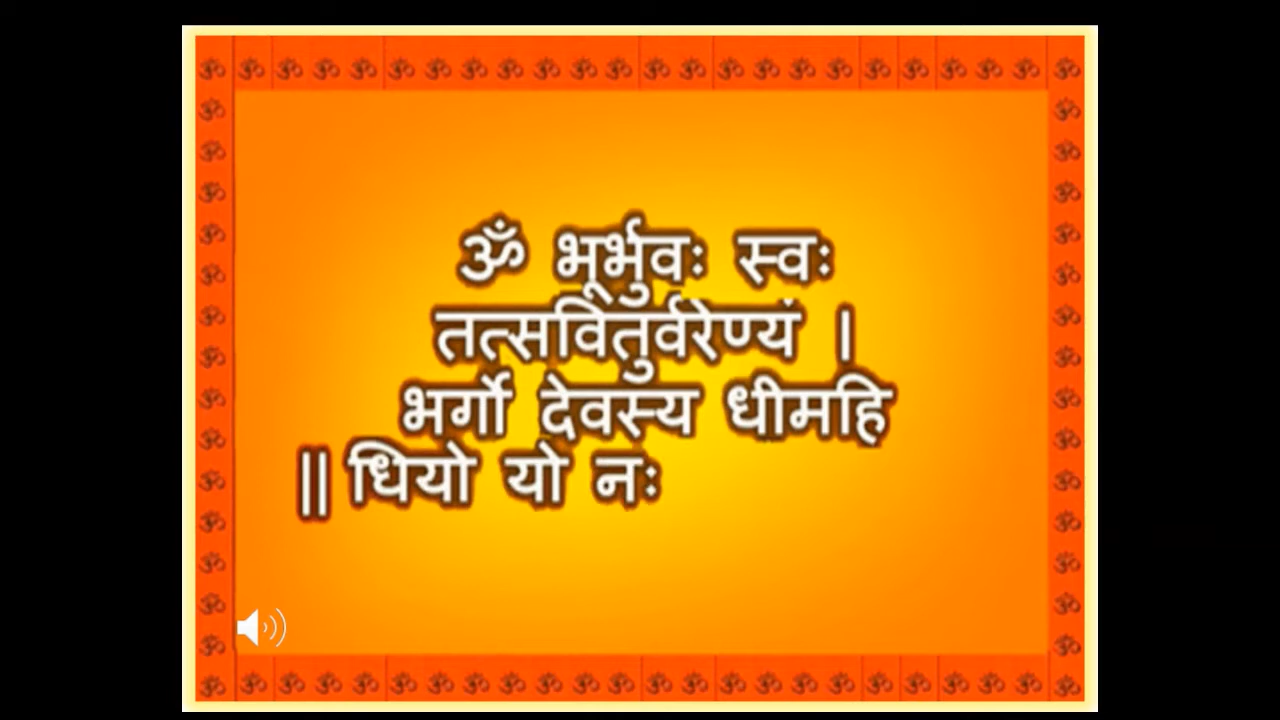 ॐ भूर्भुवः स्वः
तत्सवितुर्वरेण्यं ।
भर्गो देवस्य धीमहि
|| धियो यो नः